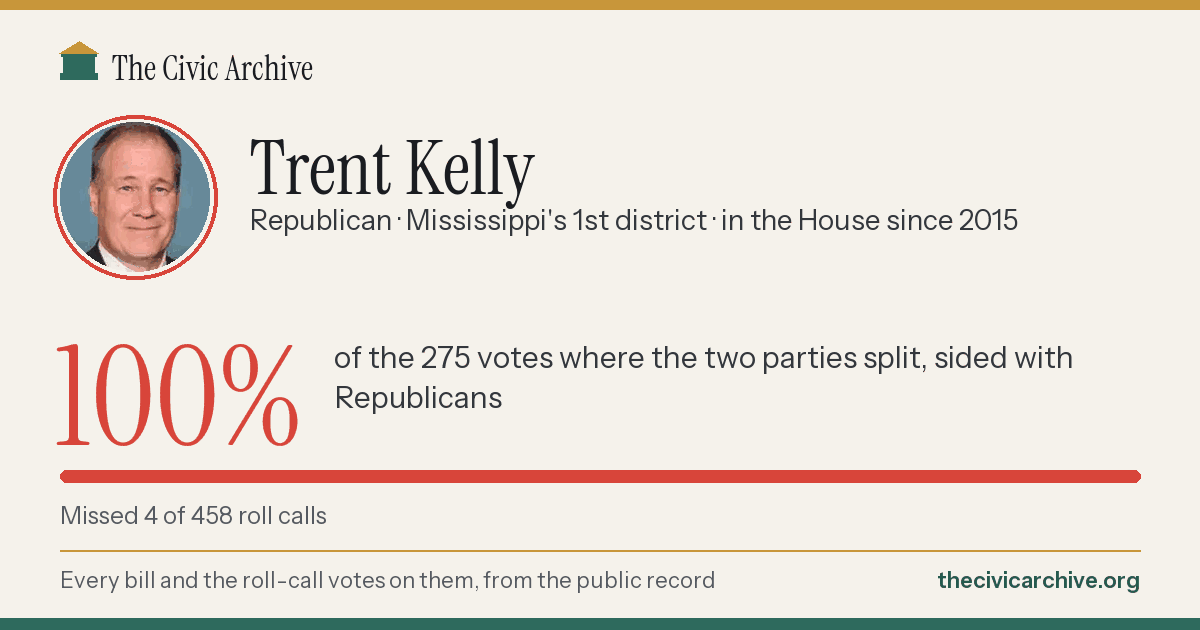 The Civic Archive
Trent Kelly
Republican · Mississippi's 1st district · in the House since 2015
100%
of the 275 votes where the two parties split, sided with
Republicans
Missed 4 of 458 roll calls
Every bill and the roll-call votes on them, from the public record
thecivicarchive.org